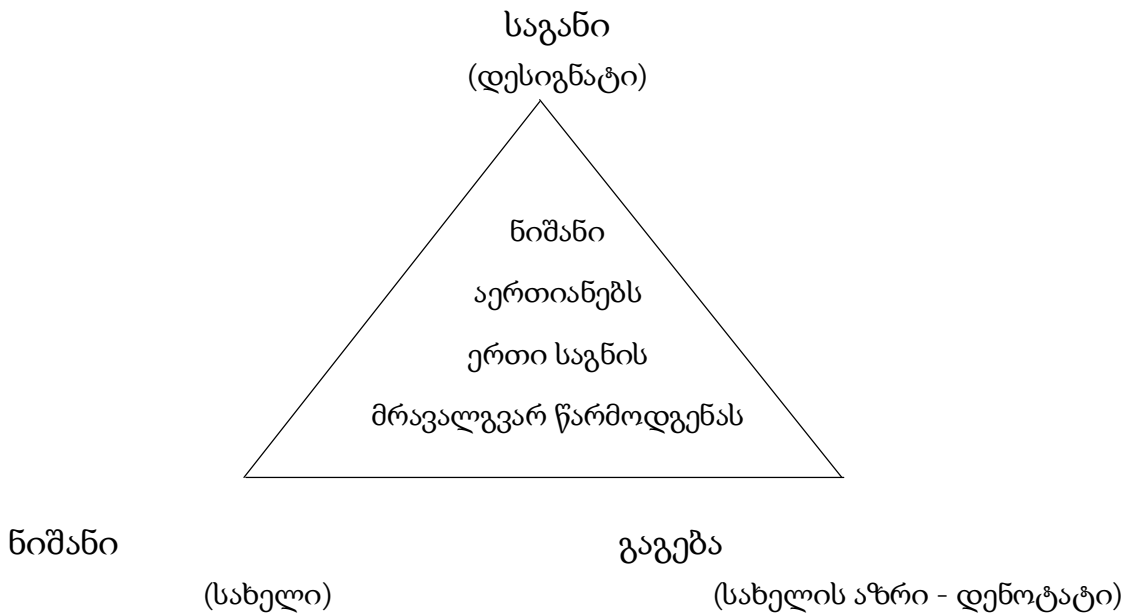 საგანი
(დესიგნატი)
ნიშანი
აერთიანებს
ერთი საგნის
მრავალგვარ წარმოდგენას
ნიშანი გაგება
(სახელი) (სახელის აზრი - დენოტატი)